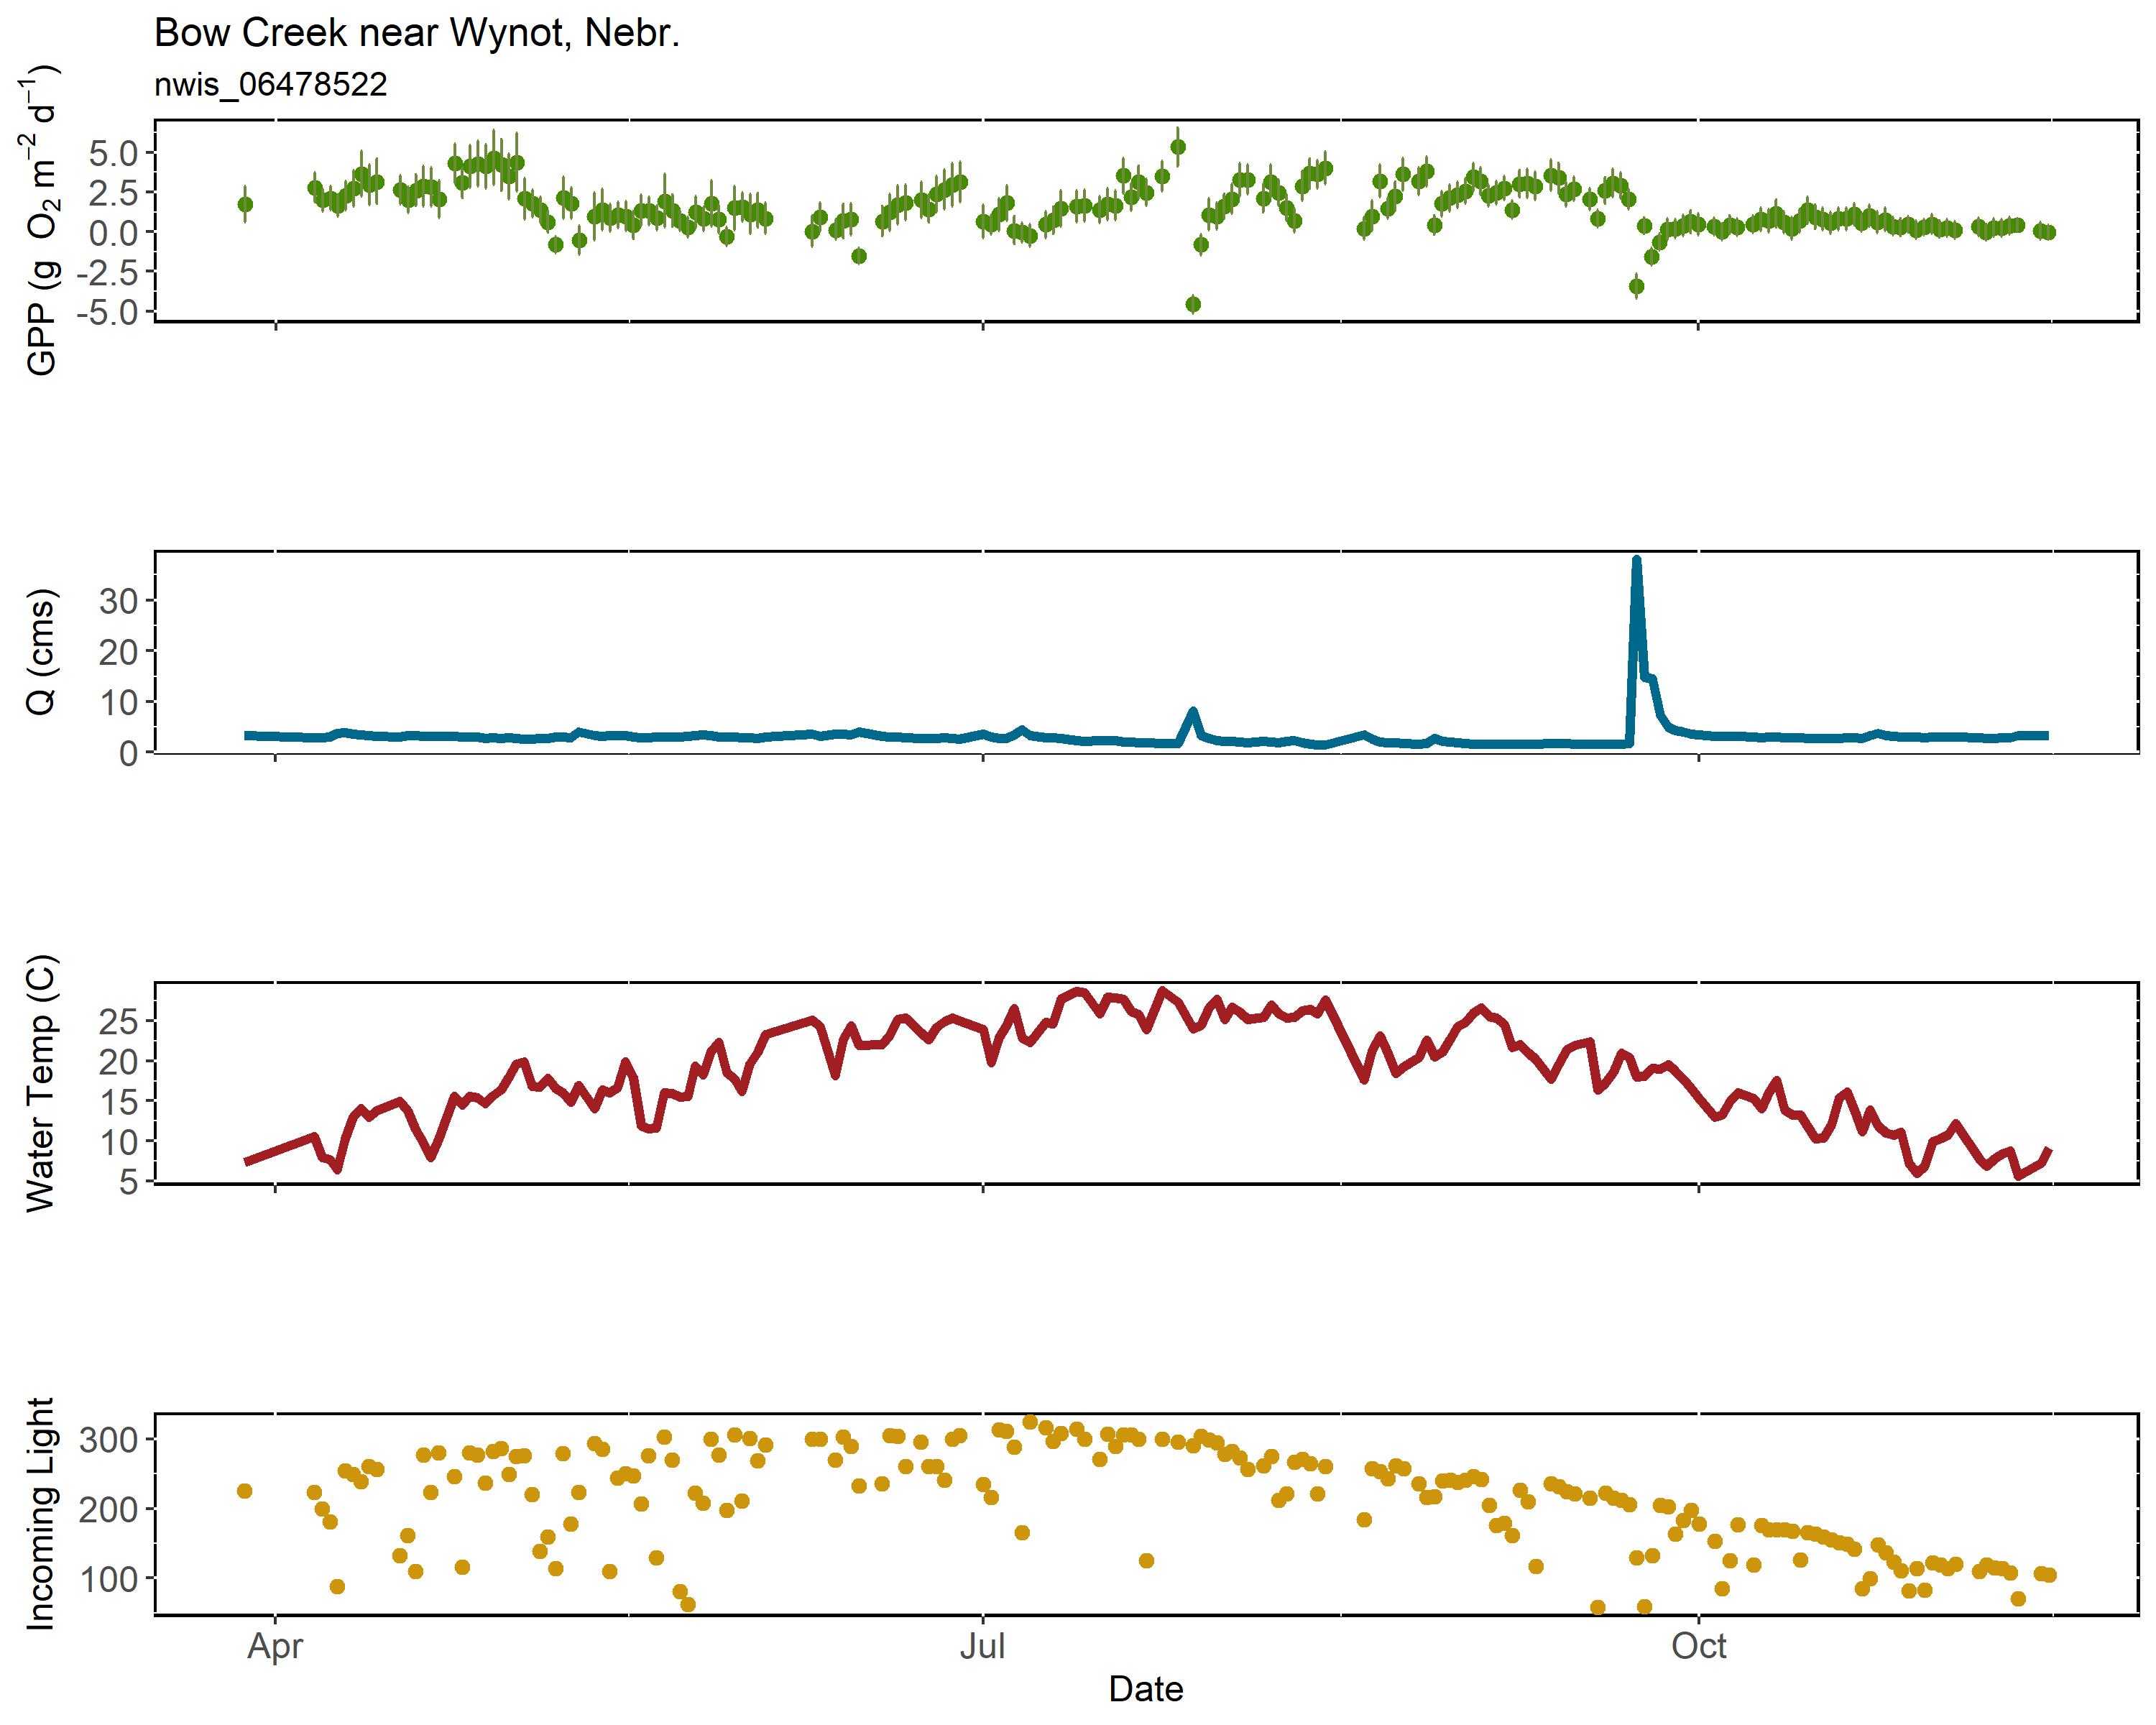 Bow Creek near Wynot, Nebr.
nwis_06478522
GPP (g O₂ m⁻² d⁻¹)
5.0
2.5
0.0
-2.5
-5.0
Q (cms)
30
20
10
0
Water Temp (C)
25
20
15
10
5
Incoming Light
300
200
100
Apr Jul Oct
Date